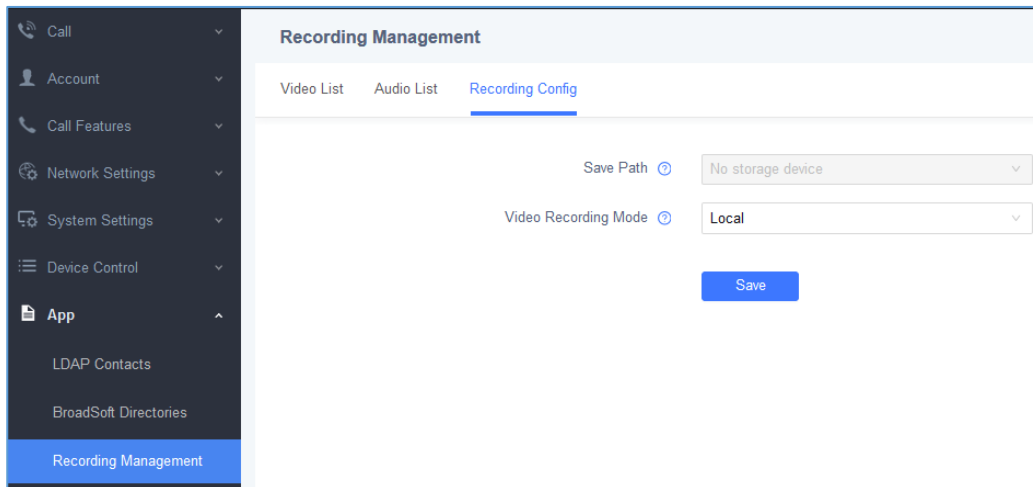 Call
Account
Call Features
Network Settings
System Settings
Device Control
App
LDAP Contacts
BroadSoft Directories
Recording Management
Recording Management
Video List Audio List Recording Config
Save Path ? No storage device
Video Recording Mode ? Local
Save